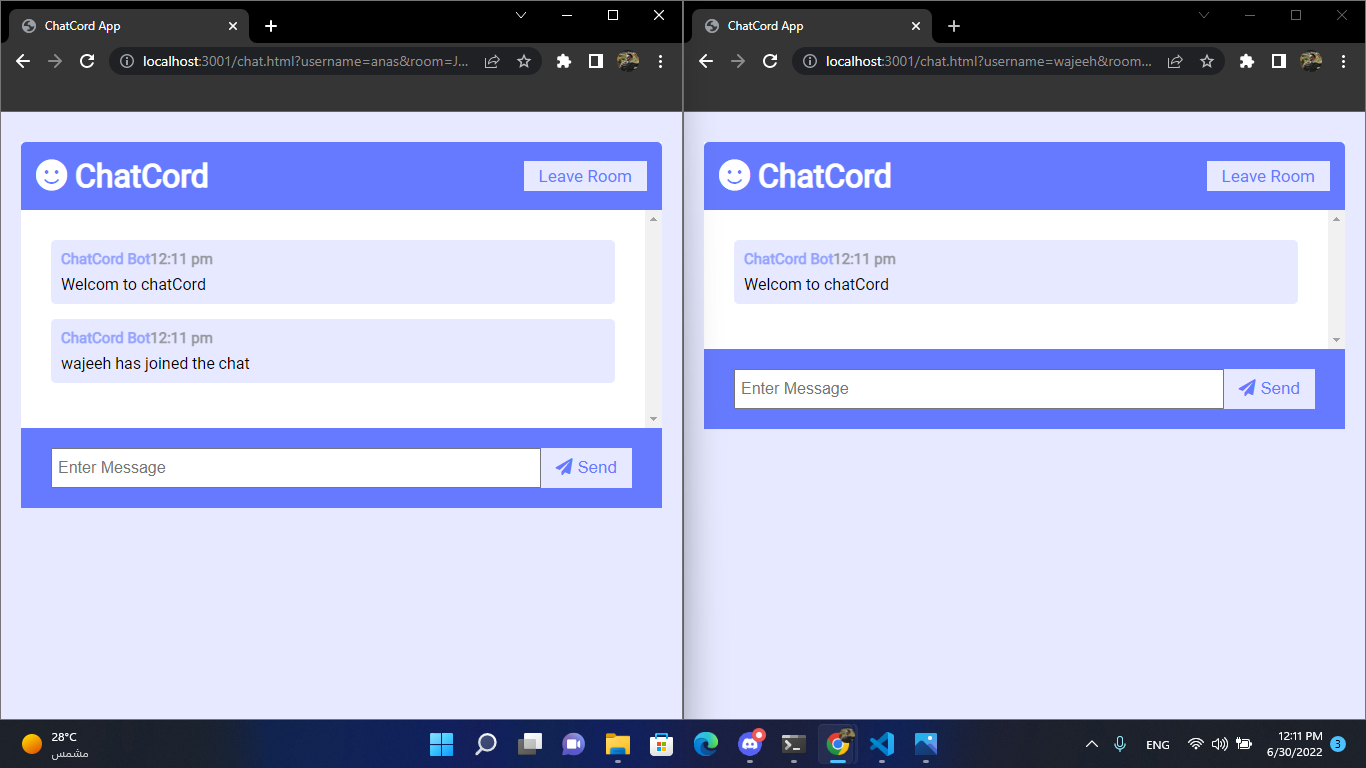 ChatCord App
localhost:3001/chat.html?username=anas&room=J...
ChatCord
Leave Room
ChatCord Bot12:11 pm
Welcom to chatCord
ChatCord Bot12:11 pm
wajeeh has joined the chat
Enter Message
Send
ChatCord App
localhost:3001/chat.html?username=wajeeh&room...
ChatCord
Leave Room
ChatCord Bot12:11 pm
Welcom to chatCord
Enter Message
Send
28°C
مشمس
ENG
12:11 PM
6/30/2022
3